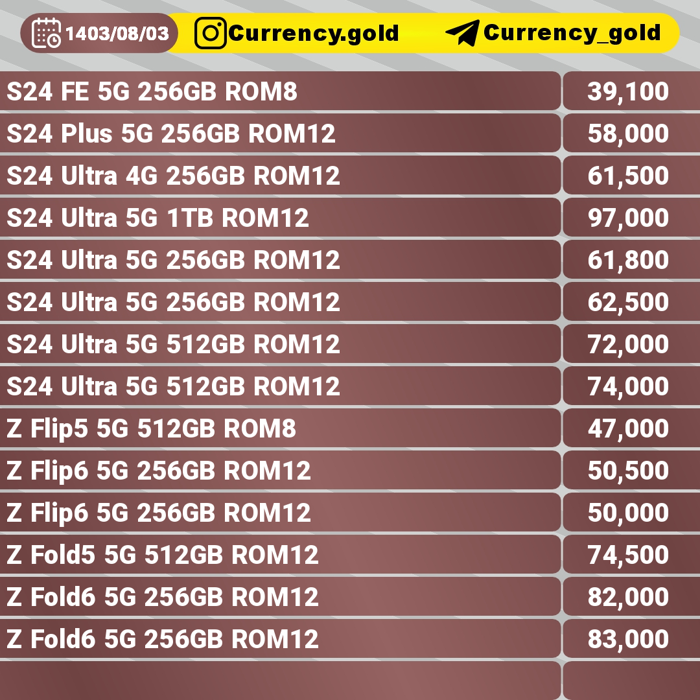 1403/08/03 Currency.gold Currency_gold
S24 FE 5G 256GB ROM8 39,100
S24 Plus 5G 256GB ROM12 58,000
S24 Ultra 4G 256GB ROM12 61,500
S24 Ultra 5G 1TB ROM12 97,000
S24 Ultra 5G 256GB ROM12 61,800
S24 Ultra 5G 256GB ROM12 62,500
S24 Ultra 5G 512GB ROM12 72,000
S24 Ultra 5G 512GB ROM12 74,000
Z Flip5 5G 512GB ROM8 47,000
Z Flip6 5G 256GB ROM12 50,500
Z Flip6 5G 256GB ROM12 50,000
Z Fold5 5G 512GB ROM12 74,500
Z Fold6 5G 256GB ROM12 82,000
Z Fold6 5G 256GB ROM12 83,000